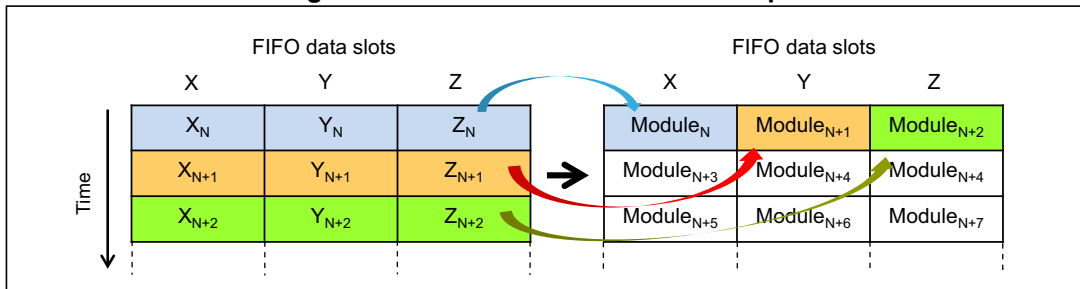 FIFO data slots FIFO data slots
X Y Z X Y Z
X_N Y_N Z_N Module_N Module_N+1 Module_N+2
X_N+1 Y_N+1 Z_N+1 Module_N+3 Module_N+4 Module_N+4
X_N+2 Y_N+2 Z_N+2 Module_N+5 Module_N+6 Module_N+7
Time